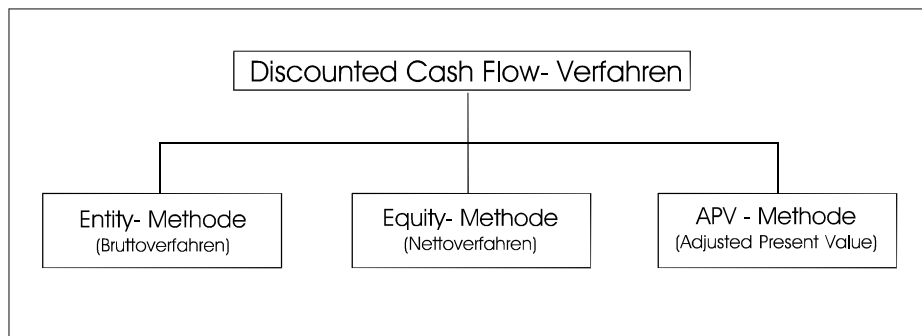 Discounted Cash Flow- Verfahren
Entity- Methode
(Bruttoverfahren)
Equity- Methode
(Nettoverfahren)
APV - Methode
(Adjusted Present Value)